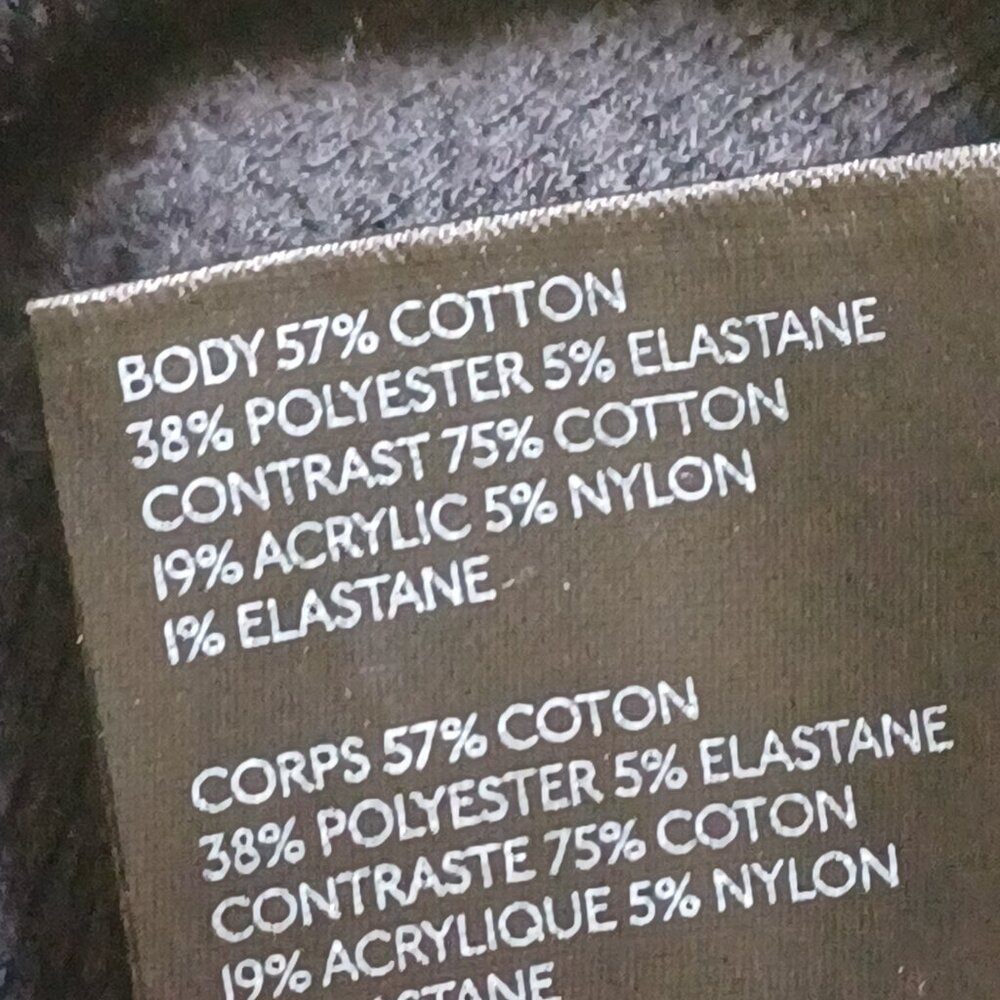 BODY 57% COTTON
38% POLYESTER 5% ELASTANE
CONTRAST 75% COTTON
19% ACRYLIC 5% NYLON
1% ELASTANE
CORPS 57% COTON
38% POLYESTER 5% ELASTANE
CONTRASTE 75% COTON
19% ACRYLIQUE 5% NYLON